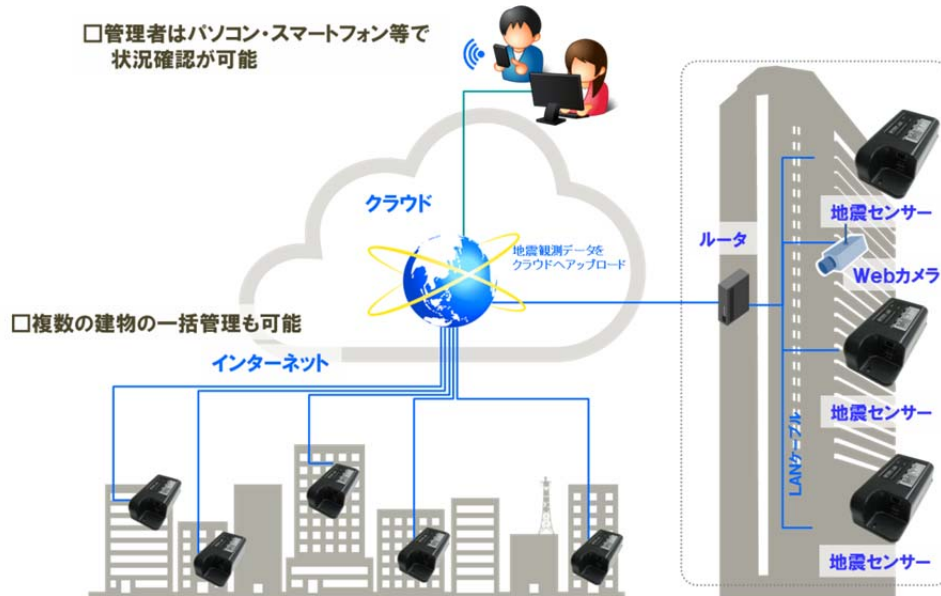 □管理者はパソコン・スマートフォン等で
状況確認が可能
クラウド
地震観測データを
クラウドへアップロード
□複数の建物の一括管理も可能
インターネット
ルータ
地震センサー
Webカメラ
地震センサー
LANケーブル
地震センサー